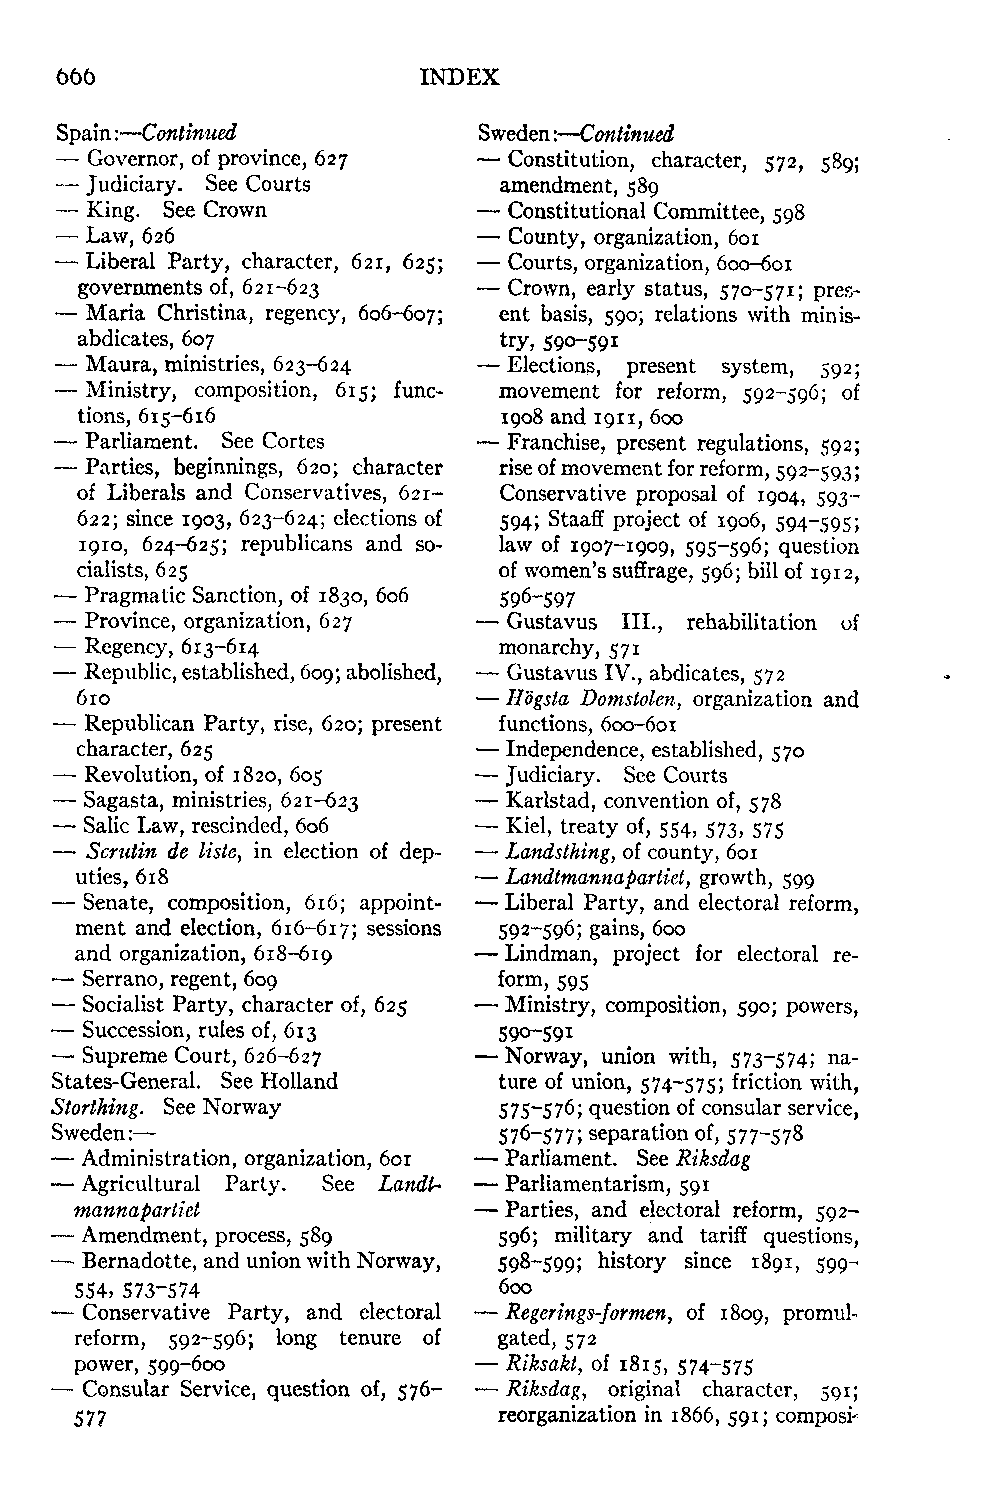 666
INDEX
Spain:—Continued
— Governor, of province, 627
— Judiciary. See Courts
— King. See Crown
— Law, 626
— Liberal Party, character, 621, 625;
governments of, 621–623
— Maria Christina, regency, 606–607;
abdicates, 607
— Maura, ministries, 623–624
— Ministry, composition, 615; func-
tions, 615–616
— Parliament. See Cortes
— Parties, beginnings, 620; character
of Liberals and Conservatives, 621–
622; since 1903, 623–624; elections of
1910, 624–625; republicans and so-
cialists, 625
— Pragmatic Sanction, of 1830, 606
— Province, organization, 627
— Regency, 613–614
— Republic, established, 609; abolished,
610
— Republican Party, rise, 620; present
character, 625
— Revolution, of 1820, 605
— Sagasta, ministries, 621–623
— Salic Law, rescinded, 606
— Scrutin de liste, in election of dep-
uties, 618
— Senate, composition, 616; appoint-
ment and election, 616–617; sessions
and organization, 618–619
— Serrano, regent, 609
— Socialist Party, character of, 625
— Succession, rules of, 613
— Supreme Court, 626–627
States-General. See Holland
Storthing. See Norway
Sweden:—
— Administration, organization, 601
— Agricultural Party. See Landt-
mannapartiet
— Amendment, process, 589
— Bernadotte, and union with Norway,
554, 573–574
— Conservative Party, and electoral
reform, 592–596; long tenure of
power, 599–600
— Consular Service, question of, 576–
577
Sweden:—Continued
— Constitution, character, 572, 589;
amendment, 589
— Constitutional Committee, 598
— County, organization, 601
— Courts, organization, 600–601
— Crown, early status, 570–571; pres-
ent basis, 590; relations with minis-
try, 590–591
— Elections, present system, 592;
movement for reform, 592–596; of
1908 and 1911, 600
— Franchise, present regulations, 592;
rise of movement for reform, 592–593;
Conservative proposal of 1904, 593–
594; Staaff project of 1906, 594–595;
law of 1907–1909, 595–596; question
of women's suffrage, 596; bill of 1912,
596–597
— Gustavus III., rehabilitation of
monarchy, 571
— Gustavus IV., abdicates, 572
— Högsta Domstolen, organization and
functions, 600–601
— Independence, established, 570
— Judiciary. See Courts
— Karlstad, convention of, 578
— Kiel, treaty of, 554, 573, 575
— Landsthing, of county, 601
— Landtmannapartiet, growth, 599
— Liberal Party, and electoral reform,
592–596; gains, 600
— Lindman, project for electoral re-
form, 595
— Ministry, composition, 590; powers,
590–591
— Norway, union with, 573–574; na-
ture of union, 574–575; friction with,
575–576; question of consular service,
576–577; separation of, 577–578
— Parliament. See Riksdag
— Parliamentarism, 591
— Parties, and electoral reform, 592–
596; military and tariff questions,
598–599; history since 1891, 599–
600
— Regerings-formen, of 1809, promul-
gated, 572
— Riksakt, of 1815, 574–575
— Riksdag, original character, 591;
reorganization in 1866, 591; composi-